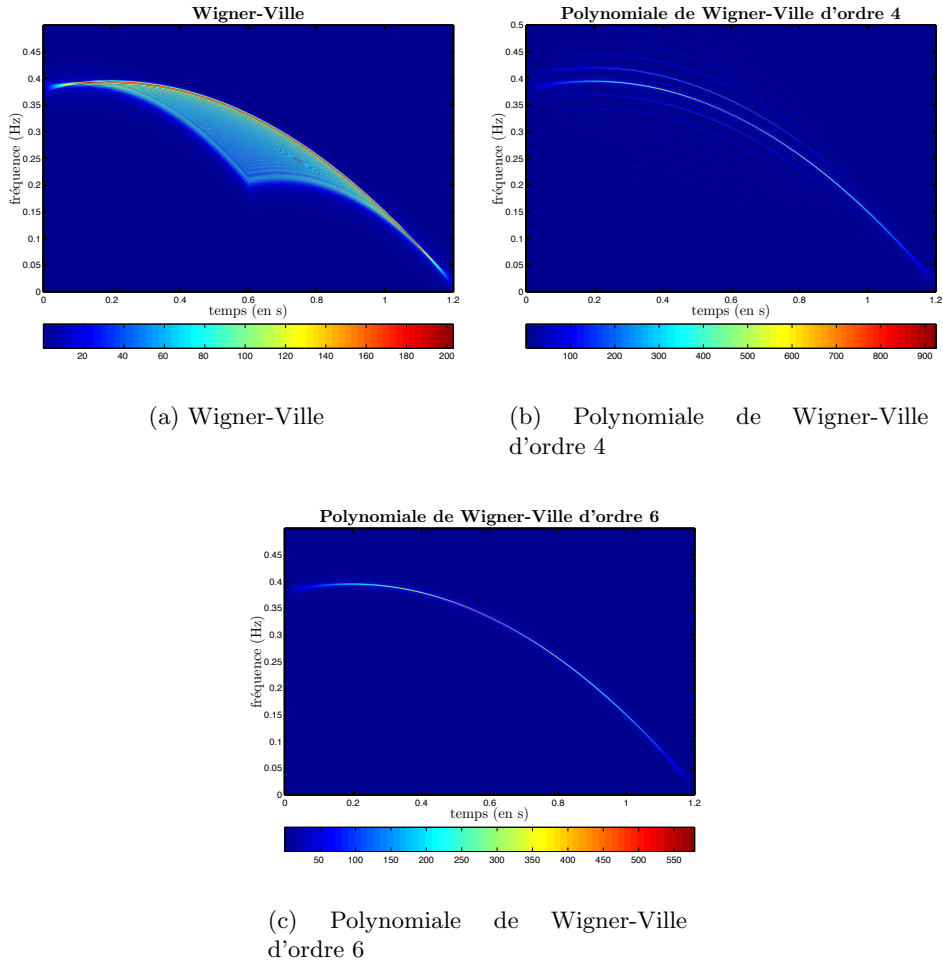 Wigner-Ville
fréquence (Hz)
0.45
0.4
0.35
0.3
0.25
0.2
0.15
0.1
0.05
0
0 0.2 0.4 0.6 0.8 1 1.2
temps (en s)
20 40 60 80 100 120 140 160 180 200
(a) Wigner-Ville
Polynomiale de Wigner-Ville d'ordre 4
fréquence (Hz)
0.5
0.45
0.4
0.35
0.3
0.25
0.2
0.15
0.1
0.05
0
0 0.2 0.4 0.6 0.8 1 1.2
temps (en s)
100 200 300 400 500 600 700 800 900
(b) Polynomiale de Wigner-Ville
d'ordre 4
Polynomiale de Wigner-Ville d'ordre 6
fréquence (Hz)
0.45
0.4
0.35
0.3
0.25
0.2
0.15
0.1
0.05
0
0 0.2 0.4 0.6 0.8 1 1.2
temps (en s)
50 100 150 200 250 300 350 400 450 500 550
(c) Polynomiale de Wigner-Ville
d'ordre 6